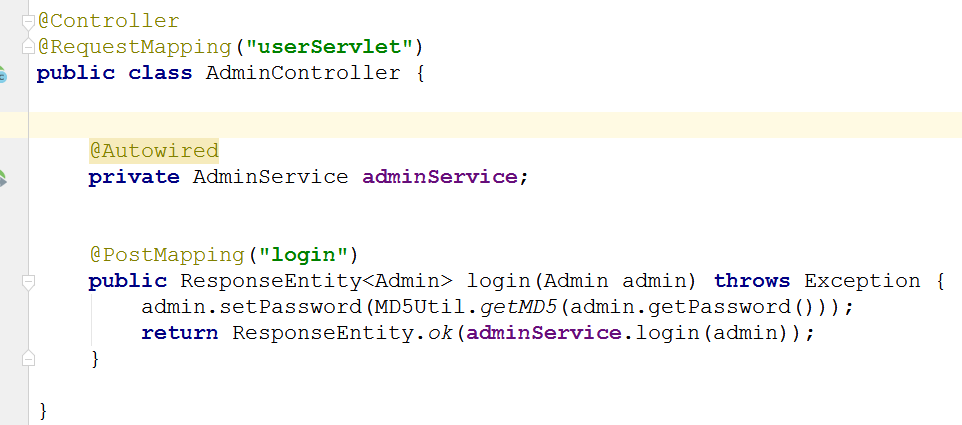 @Controller
@RequestMapping("userServlet")
public class AdminController {
@Autowired
private AdminService adminService;
@PostMapping("login")
public ResponseEntity<Admin> login(Admin admin) throws Exception {
admin.setPassword(MD5Util.getMD5(admin.getPassword()));
return ResponseEntity.ok(adminService.login(admin));
}
}